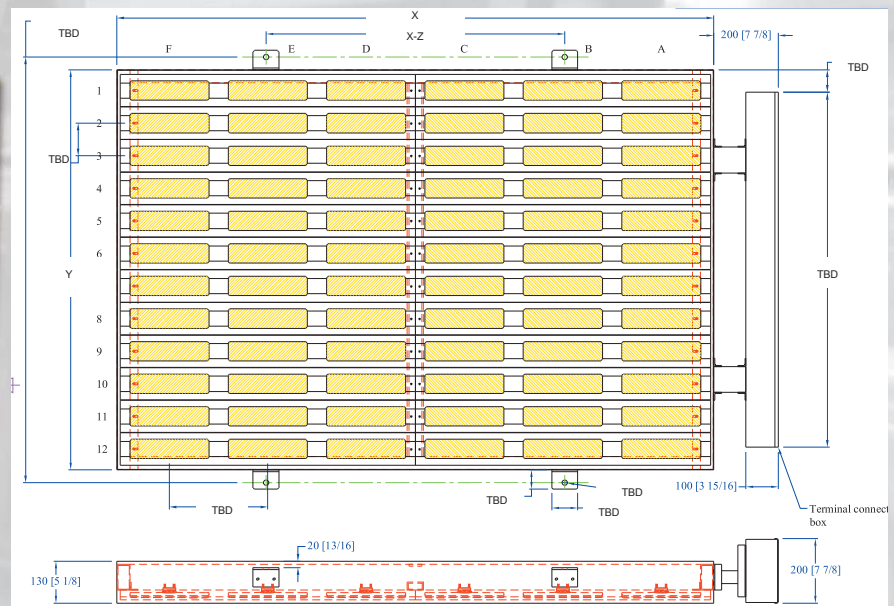 X
TBD
X-Z
200 [7 7/8]
F
E
D
C
B
A
TBD
1
2
TBD
3
4
5
6
Y
TBD
8
9
10
11
12
TBD
TBD
100 [3 15/16]
TBD
TBD
Terminal connect
box
20 [13/16]
130 [5 1/8]
200 [7 7/8]